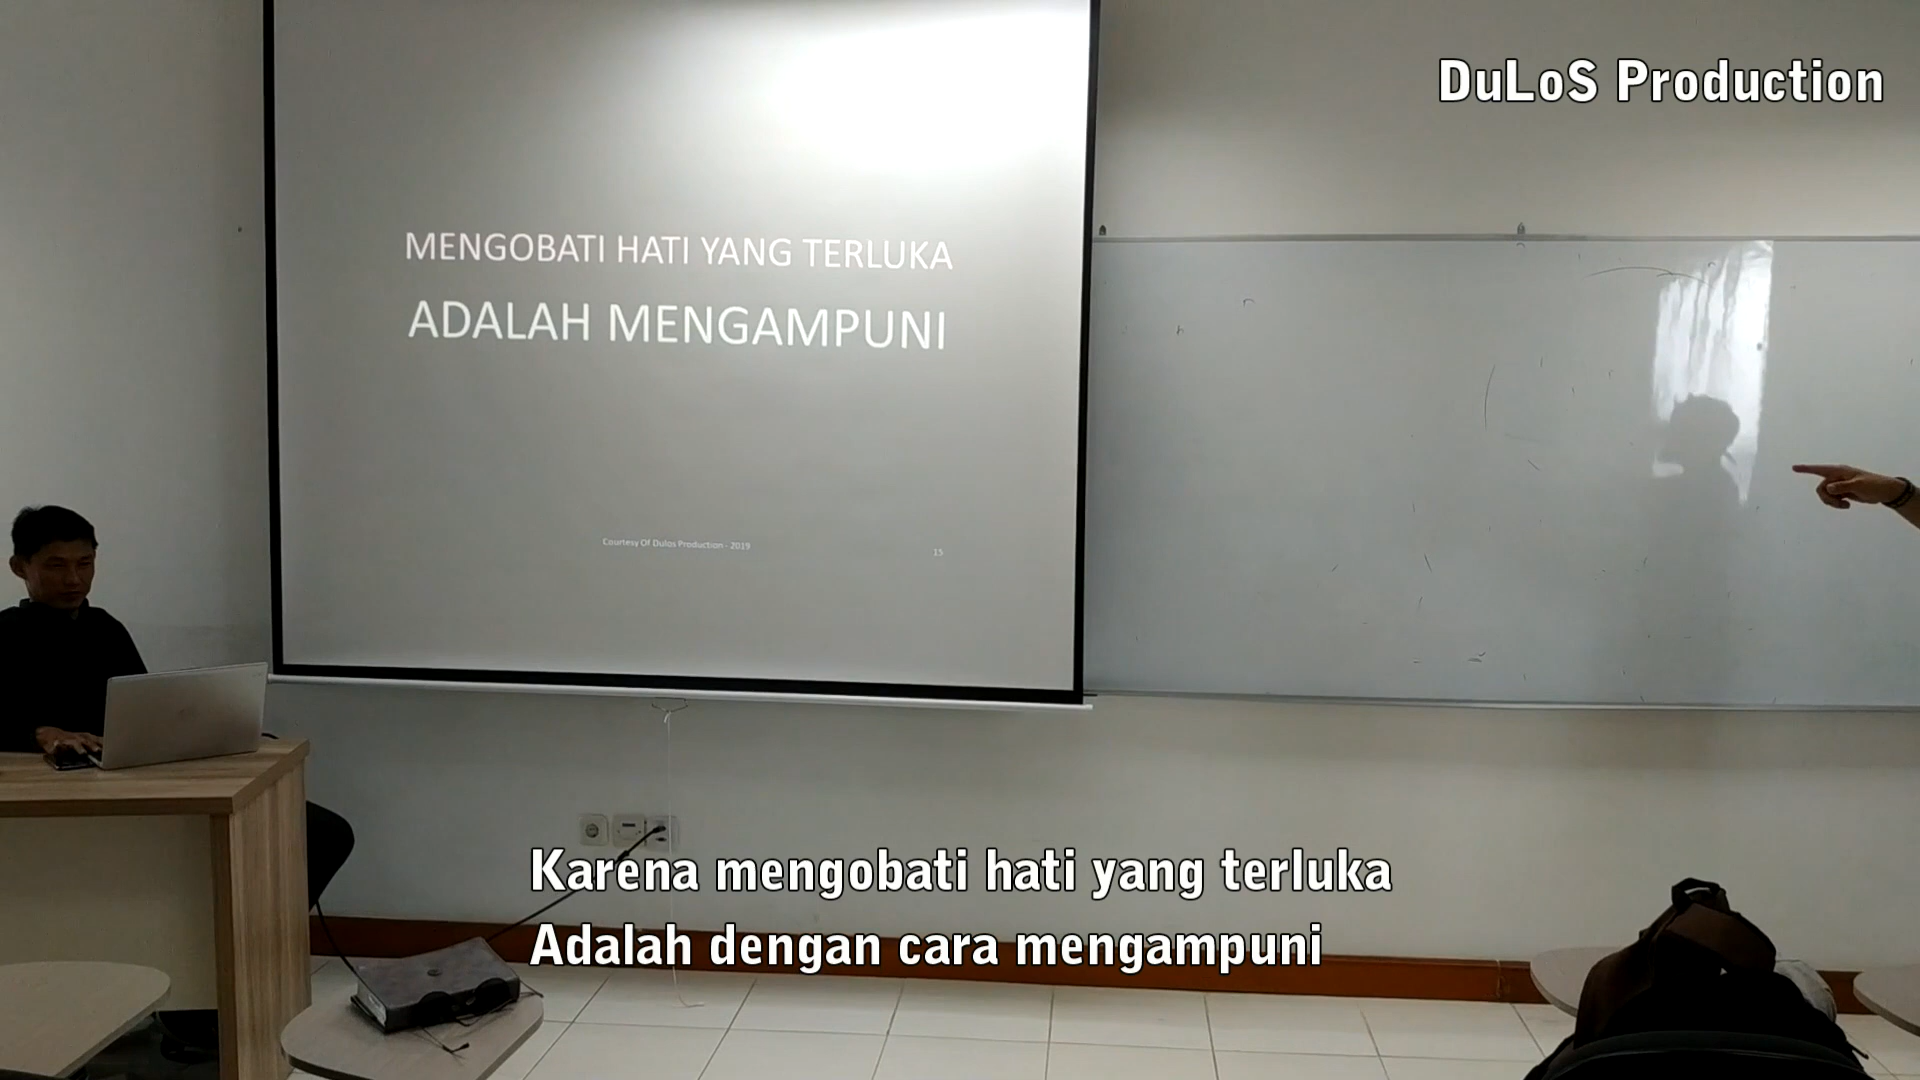 DuLoS Production
MENGOBATI HATI YANG TERLUKA
ADALAH MENGAMPUNI
Courtesy Of Dulos Production - 2019
15
Karena mengobati hati yang terluka
Adalah dengan cara mengampuni